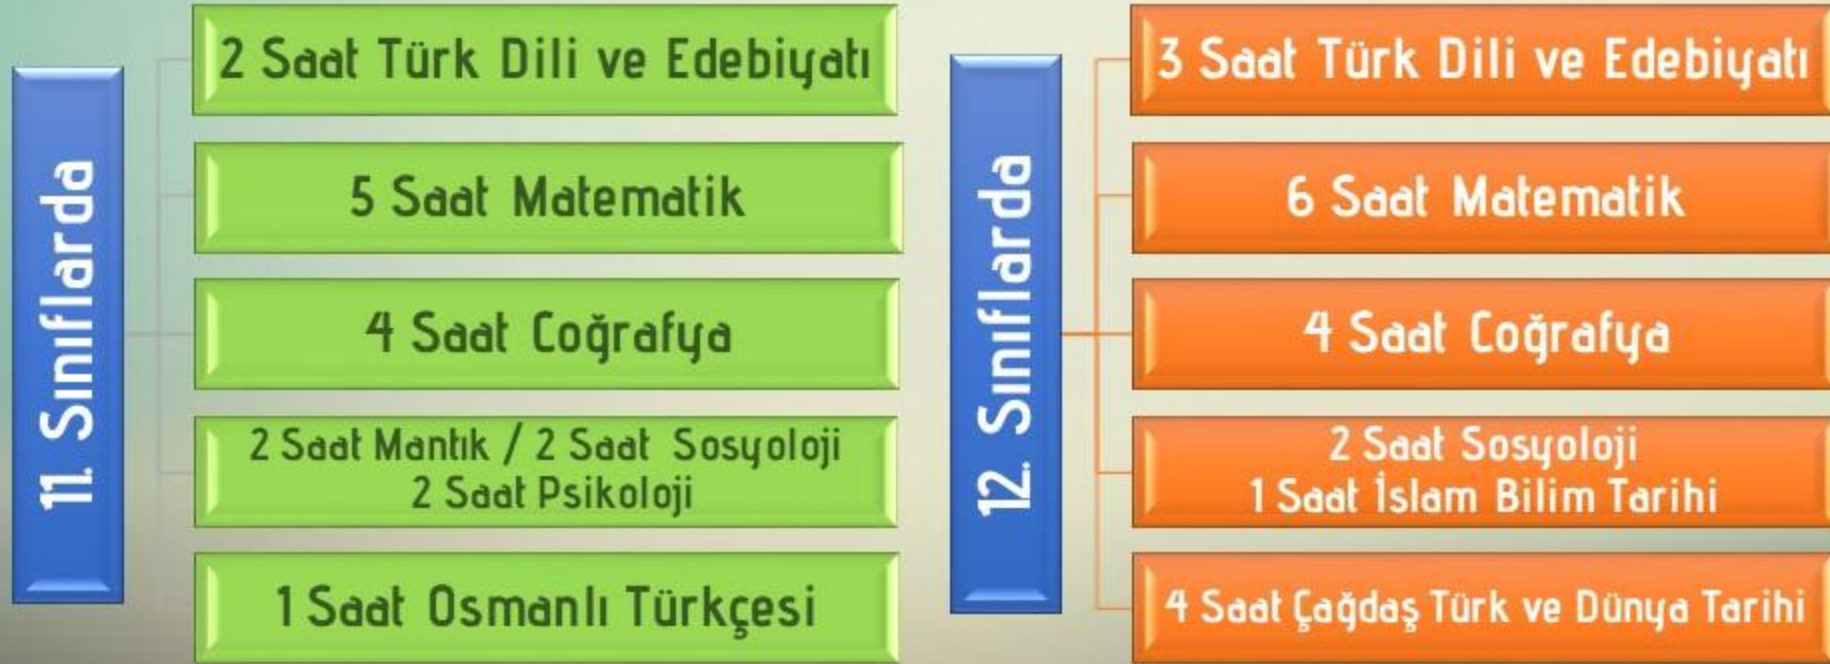 11. Sınıflarda
2 Saat Türk Dili ve Edebiyatı
5 Saat Matematik
4 Saat Coğrafya
2 Saat Mantık / 2 Saat Sosyoloji
2 Saat Psikoloji
1 Saat Osmanlı Türkçesi
12. Sınıflarda
3 Saat Türk Dili ve Edebiyatı
6 Saat Matematik
4 Saat Coğrafya
2 Saat Sosyoloji
1 Saat İslam Bilim Tarihi
4 Saat Çağdaş Türk ve Dünya Tarihi